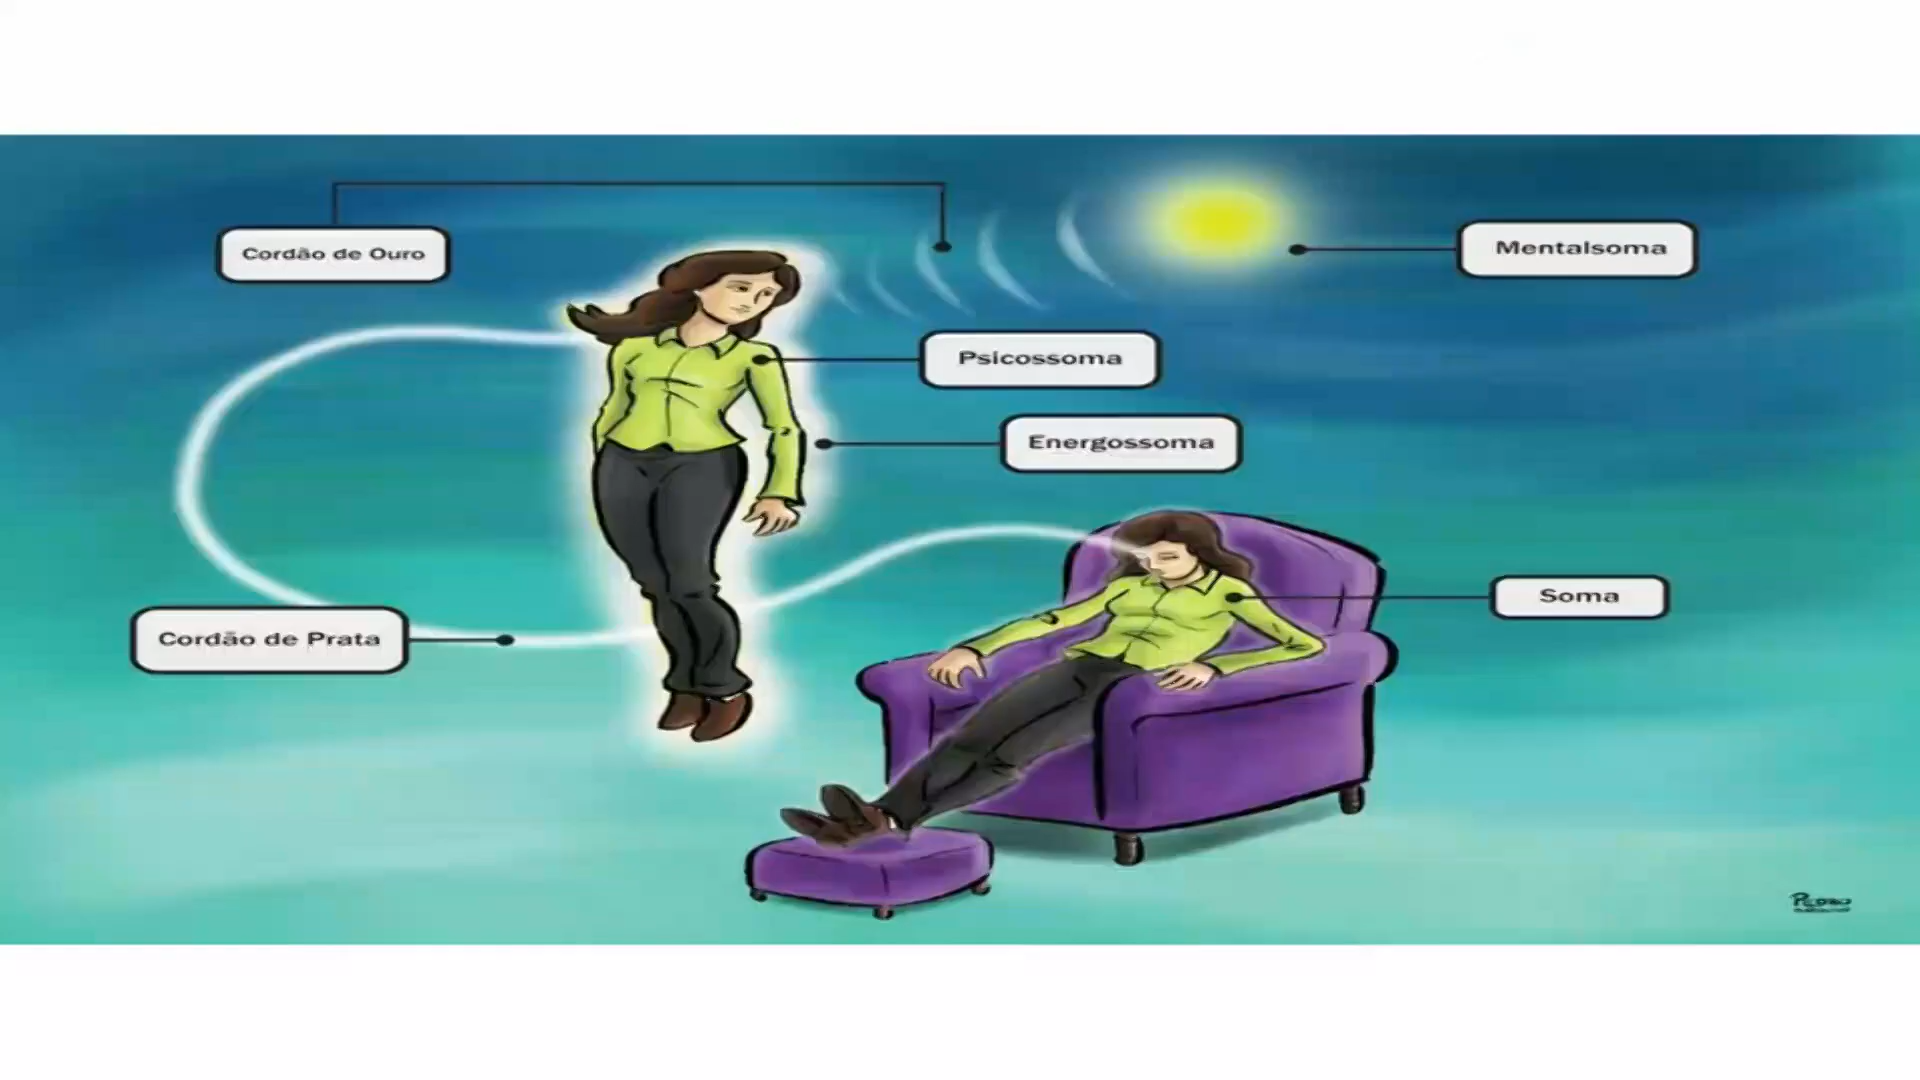 Cordão de Ouro
Mentalsoma
Psicossoma
Energossoma
Soma
Cordão de Prata